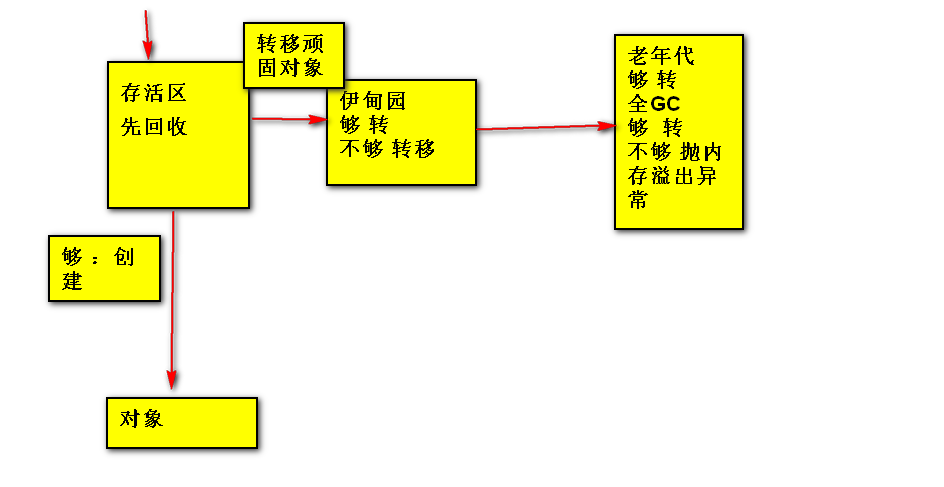 转移顽
固对象
存活区
先回收
伊甸园
够 转
不够 转移
老年代
够 转
全GC
够 转
不够 抛内
存溢出异
常
够：创
建
对象